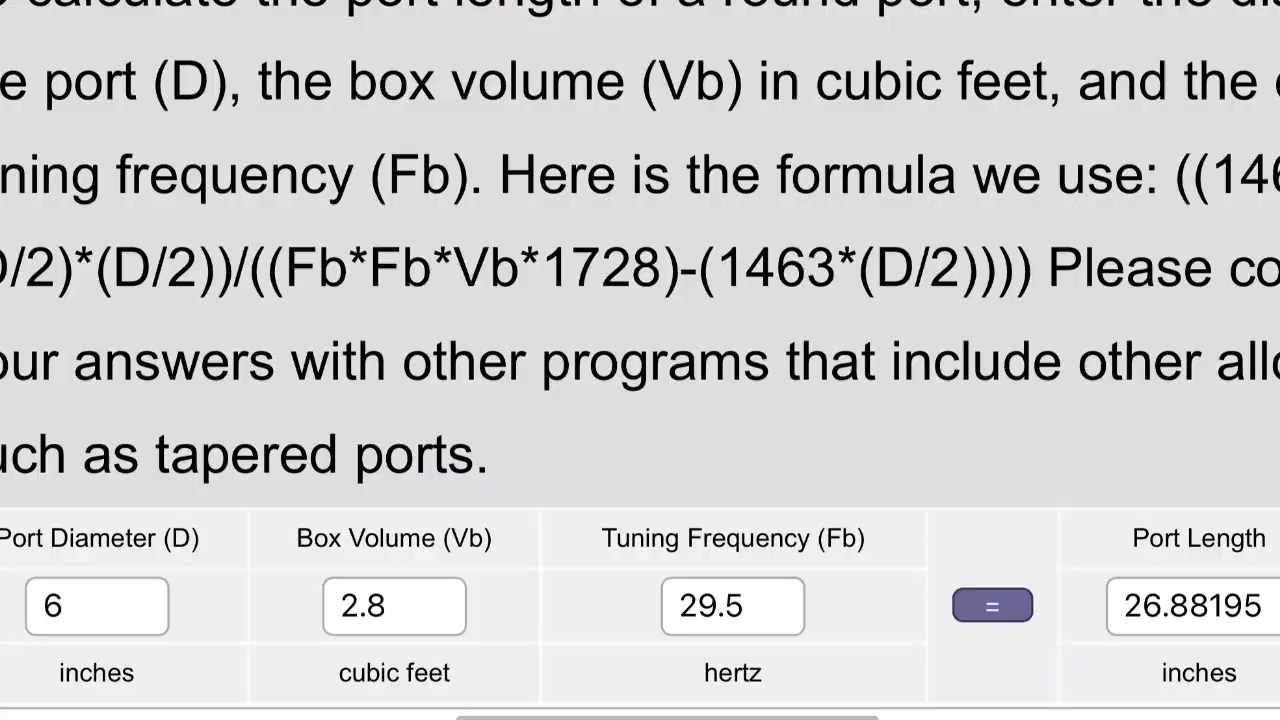 e port (D), the box volume (Vb) in cubic feet, and the
ning frequency (Fb). Here is the formula we use: ((146
/2)*(D/2))/((Fb*Fb*Vb*1728)-(1463*(D/2)))) Please co
our answers with other programs that include other allo
uch as tapered ports.
Port Diameter (D) Box Volume (Vb) Tuning Frequency (Fb) Port Length
6 2.8 29.5 = 26.88195
inches cubic feet hertz inches